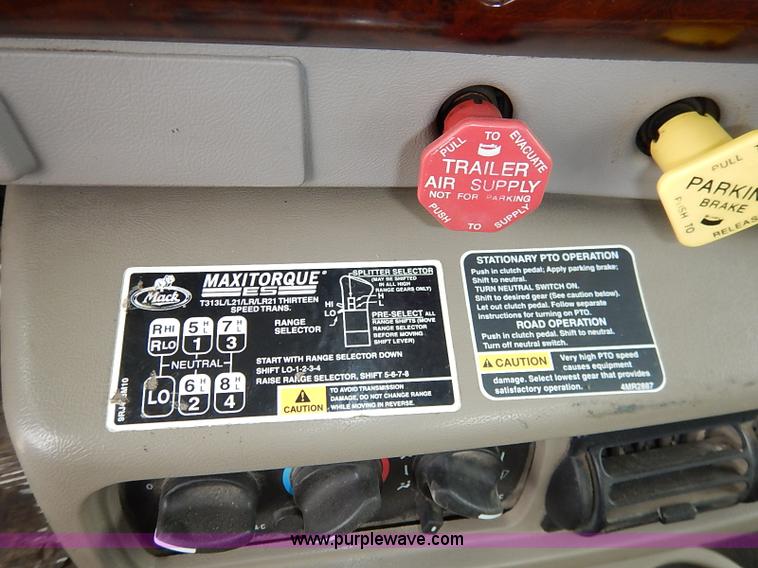 PULL TO EVACUATE
TRAILER
AIR SUPPLY
NOT FOR PARKING
PUSH TO SUPPLY
PULL
PARKING
BRAKE
PUSH TO RELEASE
Mack
MAXITORQUE®
ES
T313L/L21/LR/LR21 THIRTEEN
SPEED TRANS.
RANGE
SELECTOR
HI
LO
SPLITTER SELECTOR
(MAY BE SHIFTED
IN ALL HIGH
RANGE GEARS ONLY)
H
L
PRE-SELECT ALL
RANGE SHIFTS (MOVE
RANGE SELECTOR
BEFORE MOVING
SHIFT LEVER)
RHI 5 H L 7 H L
RLO 1 3
NEUTRAL
LO 6 H L 8 H L
2 4
START WITH RANGE SELECTOR DOWN
SHIFT LO-1-2-3-4
RAISE RANGE SELECTOR, SHIFT 5-6-7-8
CAUTION
TO AVOID TRANSMISSION
DAMAGE, DO NOT CHANGE RANGE
WHILE MOVING IN REVERSE.
STATIONARY PTO OPERATION
Push in clutch pedal; Apply parking brake;
Shift to neutral.
TURN NEUTRAL SWITCH ON.
Shift to desired gear (See caution below).
Let out clutch pedal. Follow separate
instructions for turning on PTO.
ROAD OPERATION
Push in clutch pedal. Shift to neutral.
Turn off neutral switch.
CAUTION Very high PTO speed
causes equipment
damage. Select lowest gear that provides
satisfactory operation.
4MR2887
www.purplewave.com